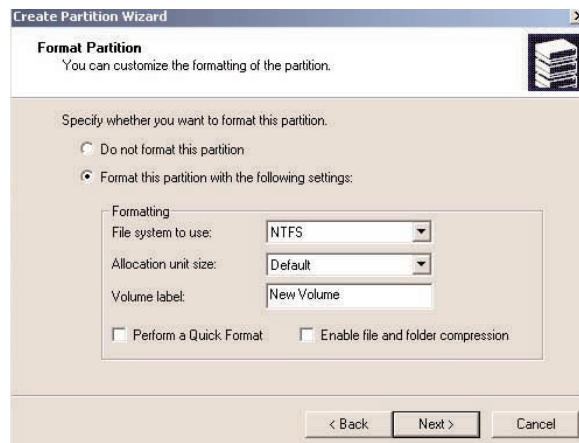 Create Partition Wizard
Format Partition
You can customize the formatting of the partition.
Specify whether you want to format this partition.
Do not format this partition
Format this partition with the following settings:
Formatting
File system to use: NTFS
Allocation unit size: Default
Volume label: New Volume
Perform a Quick Format Enable file and folder compression
< Back Next > Cancel